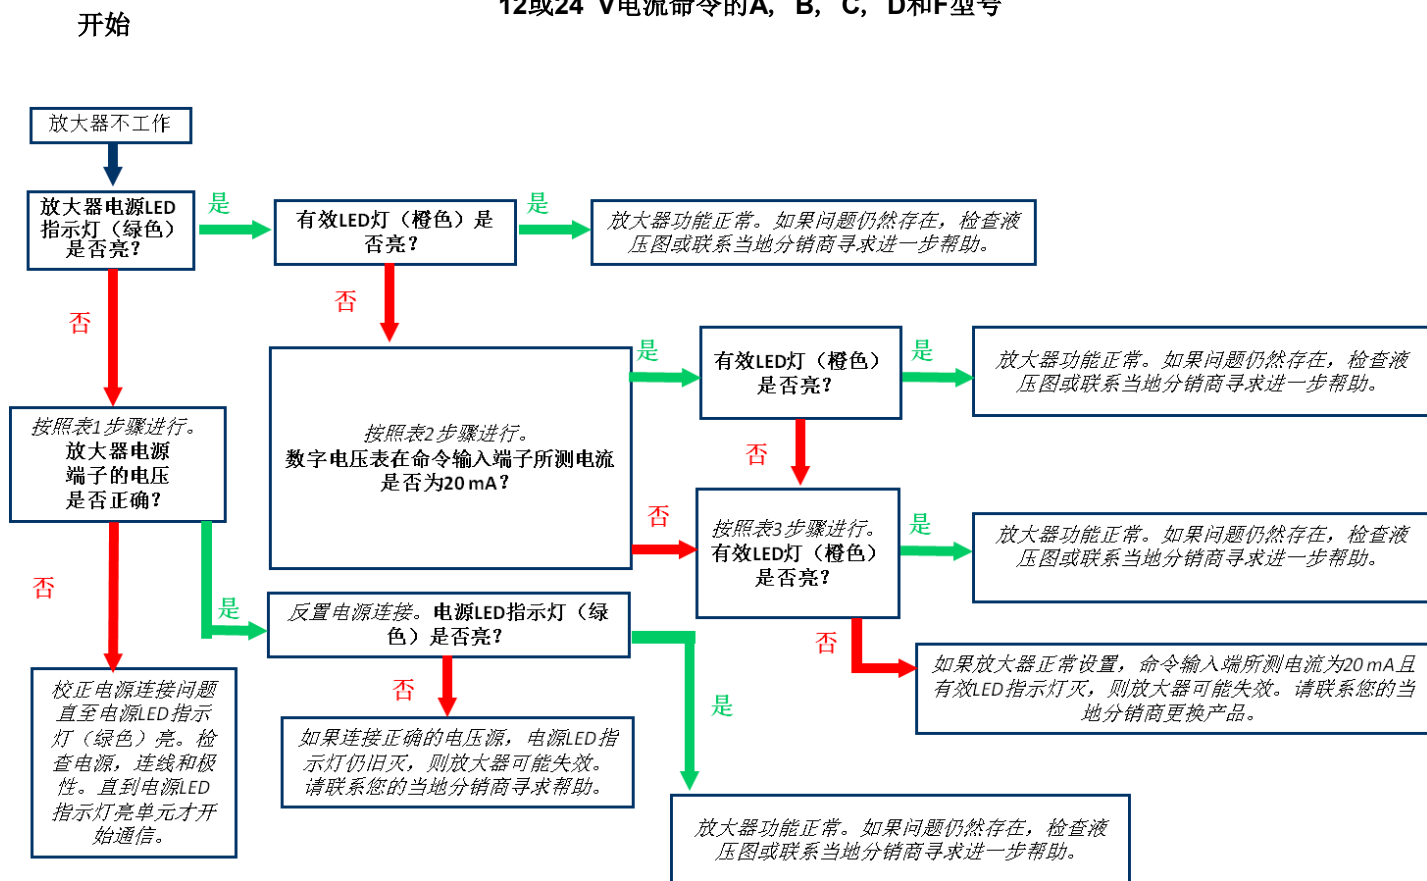 12或24 V电流命令的A, B, C, D和F型号
开始
放大器不工作
放大器电源LED
指示灯（绿色）
是否亮？
是
有效LED灯（橙色）是
否亮？
是
放大器功能正常。如果问题仍然存在，检查液
压图或联系当地分销商寻求进一步帮助。
否
否
按照表1步骤进行。
放大器电源
端子的电压
是否正确？
按照表2步骤进行。
数字电压表在命令输入端子所测电流
是否为20 mA？
是
有效LED灯（橙色）
是否亮？
是
放大器功能正常。如果问题仍然存在，检查液
压图或联系当地分销商寻求进一步帮助。
否
否
按照表3步骤进行。
有效LED灯（橙色）
是否亮？
是
放大器功能正常。如果问题仍然存在，检查液
压图或联系当地分销商寻求进一步帮助。
否
如果放大器正常设置，命令输入端所测电流为20 mA且
有效LED指示灯灭，则放大器可能失效。请联系您的当
地分销商更换产品。
否
是
反置电源连接。电源LED指示灯（绿
色）是否亮？
否
是
校正电源连接问题
直至电源LED指示
灯（绿色）亮。检
查电源，连线和极
性。直到电源LED
指示灯亮单元才开
始通信。
如果连接正确的电压源，电源LED指
示灯仍旧灭，则放大器可能失效。
请联系您的当地分销商寻求帮助。
放大器功能正常。如果问题仍然存在，检查液
压图或联系当地分销商寻求进一步帮助。